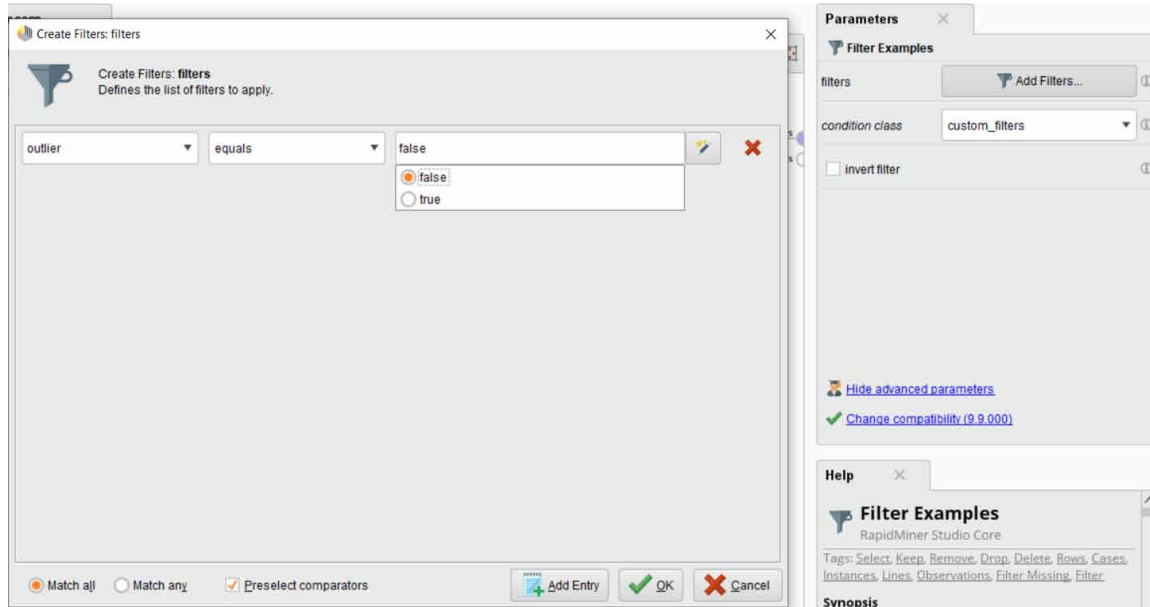 Create Filters: filters
Create Filters: filters
Defines the list of filters to apply.
outlier
equals
false
false
true
Match all
Match any
Preselect comparators
Add Entry
OK
Cancel
Parameters
Filter Examples
filters
Add Filters...
condition class
custom_filters
invert filter
Hide advanced parameters
Change compatibility (9.9.000)
Help
Filter Examples
RapidMiner Studio Core
Tags: Select, Keep, Remove, Drop, Delete, Rows, Cases,
Instances, Lines, Observations, Filter Missing, Filter
Synopsis